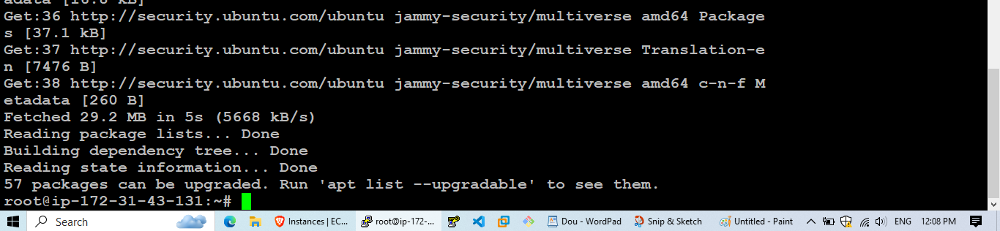 adata [16.8 kB]
Get:36 http://security.ubuntu.com/ubuntu jammy-security/multiverse amd64 Package
s [37.1 kB]
Get:37 http://security.ubuntu.com/ubuntu jammy-security/multiverse Translation-e
n [7476 B]
Get:38 http://security.ubuntu.com/ubuntu jammy-security/multiverse amd64 c-n-f M
etadata [260 B]
Fetched 29.2 MB in 5s (5668 kB/s)
Reading package lists... Done
Building dependency tree... Done
Reading state information... Done
57 packages can be upgraded. Run 'apt list --upgradable' to see them.
root@ip-172-31-43-131:~#
Search Instances | EC... root@ip-172-... Dou - WordPad Snip & Sketch Untitled - Paint ENG 12:08 PM